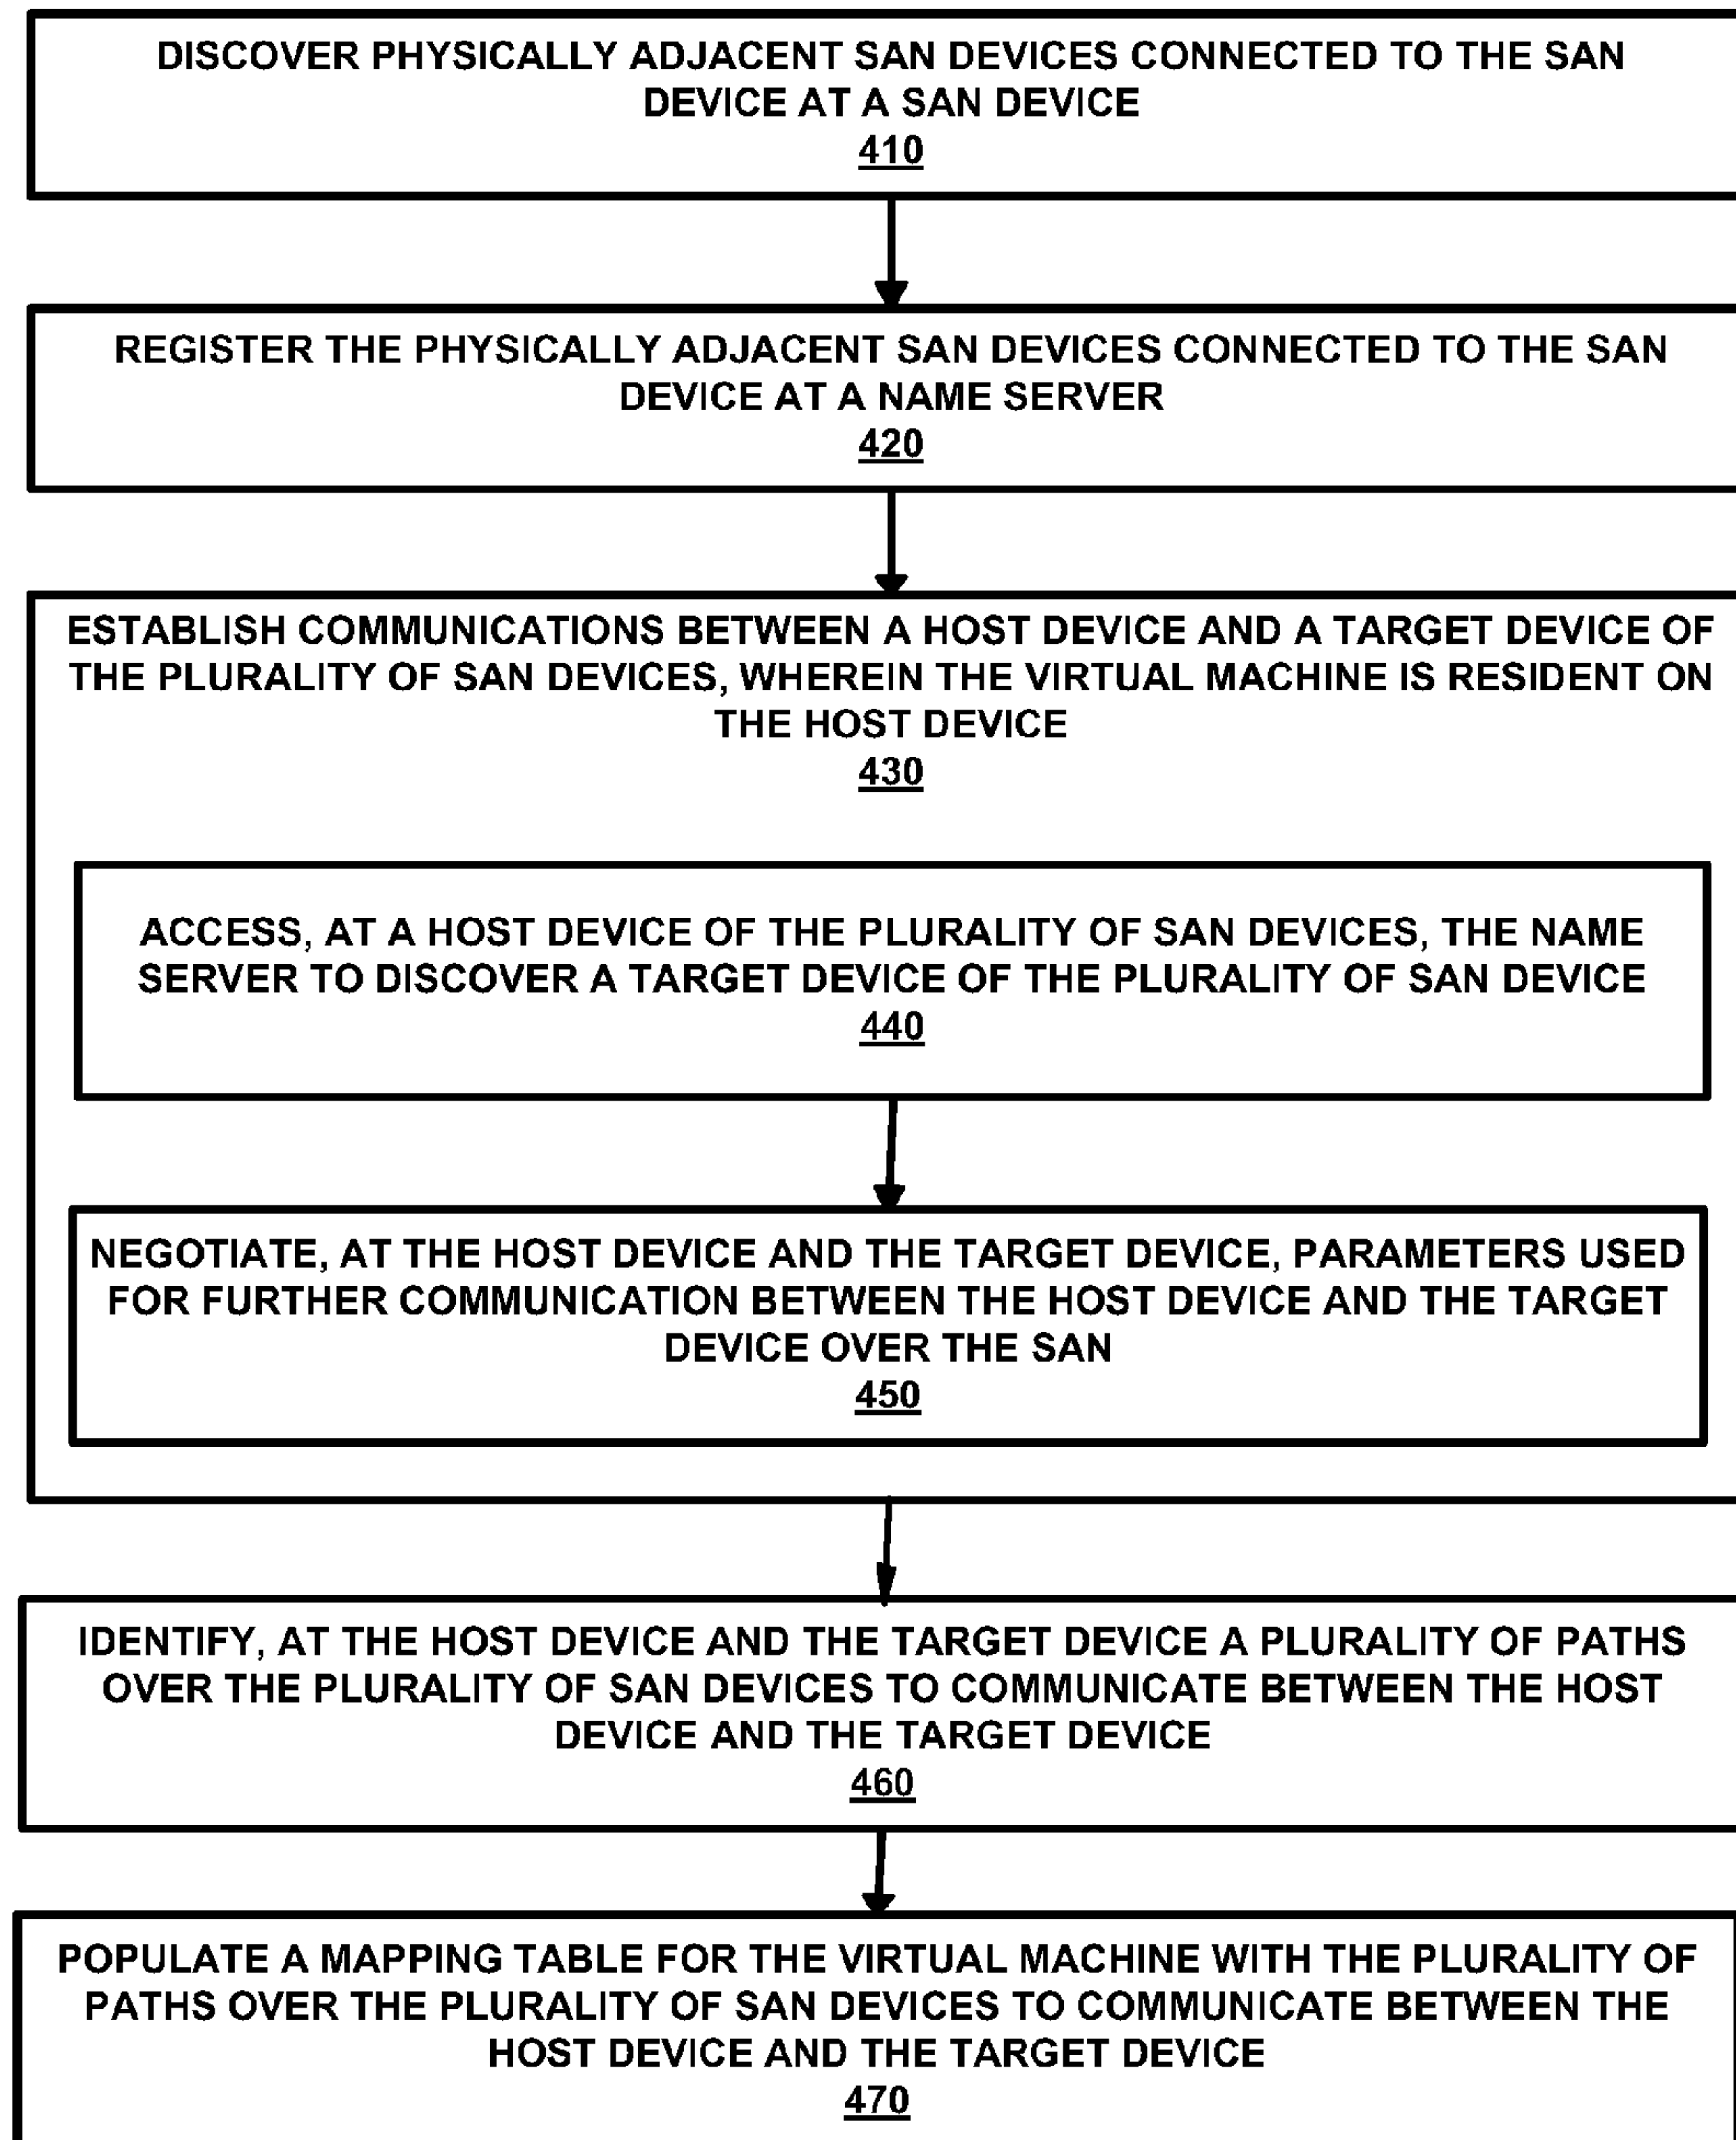 DISCOVER PHYSICALLY ADJACENT SAN DEVICES CONNECTED TO THE SAN
DEVICE AT A SAN DEVICE
410
REGISTER THE PHYSICALLY ADJACENT SAN DEVICES CONNECTED TO THE SAN
DEVICE AT A NAME SERVER
420
ESTABLISH COMMUNICATIONS BETWEEN A HOST DEVICE AND A TARGET DEVICE OF
THE PLURALITY OF SAN DEVICES, WHEREIN THE VIRTUAL MACHINE IS RESIDENT ON
THE HOST DEVICE
430
ACCESS, AT A HOST DEVICE OF THE PLURALITY OF SAN DEVICES, THE NAME
SERVER TO DISCOVER A TARGET DEVICE OF THE PLURALITY OF SAN DEVICE
440
NEGOTIATE, AT THE HOST DEVICE AND THE TARGET DEVICE, PARAMETERS USED
FOR FURTHER COMMUNICATION BETWEEN THE HOST DEVICE AND THE TARGET
DEVICE OVER THE SAN
450
IDENTIFY, AT THE HOST DEVICE AND THE TARGET DEVICE A PLURALITY OF PATHS
OVER THE PLURALITY OF SAN DEVICES TO COMMUNICATE BETWEEN THE HOST
DEVICE AND THE TARGET DEVICE
460
POPULATE A MAPPING TABLE FOR THE VIRTUAL MACHINE WITH THE PLURALITY OF
PATHS OVER THE PLURALITY OF SAN DEVICES TO COMMUNICATE BETWEEN THE
HOST DEVICE AND THE TARGET DEVICE
470